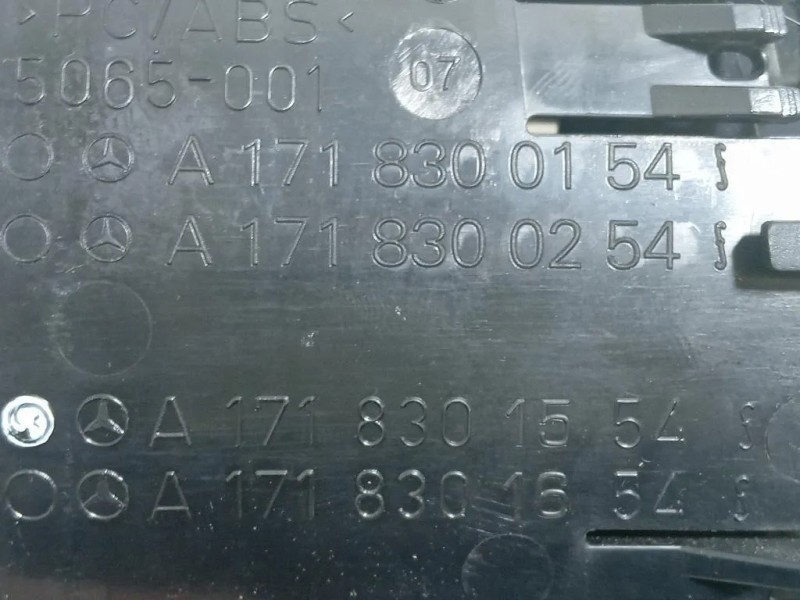 >PC/ABS<
5065-001 07
A 171 830 01 54
A 171 830 02 54
A 171 830 15 54
A 171 830 16 54